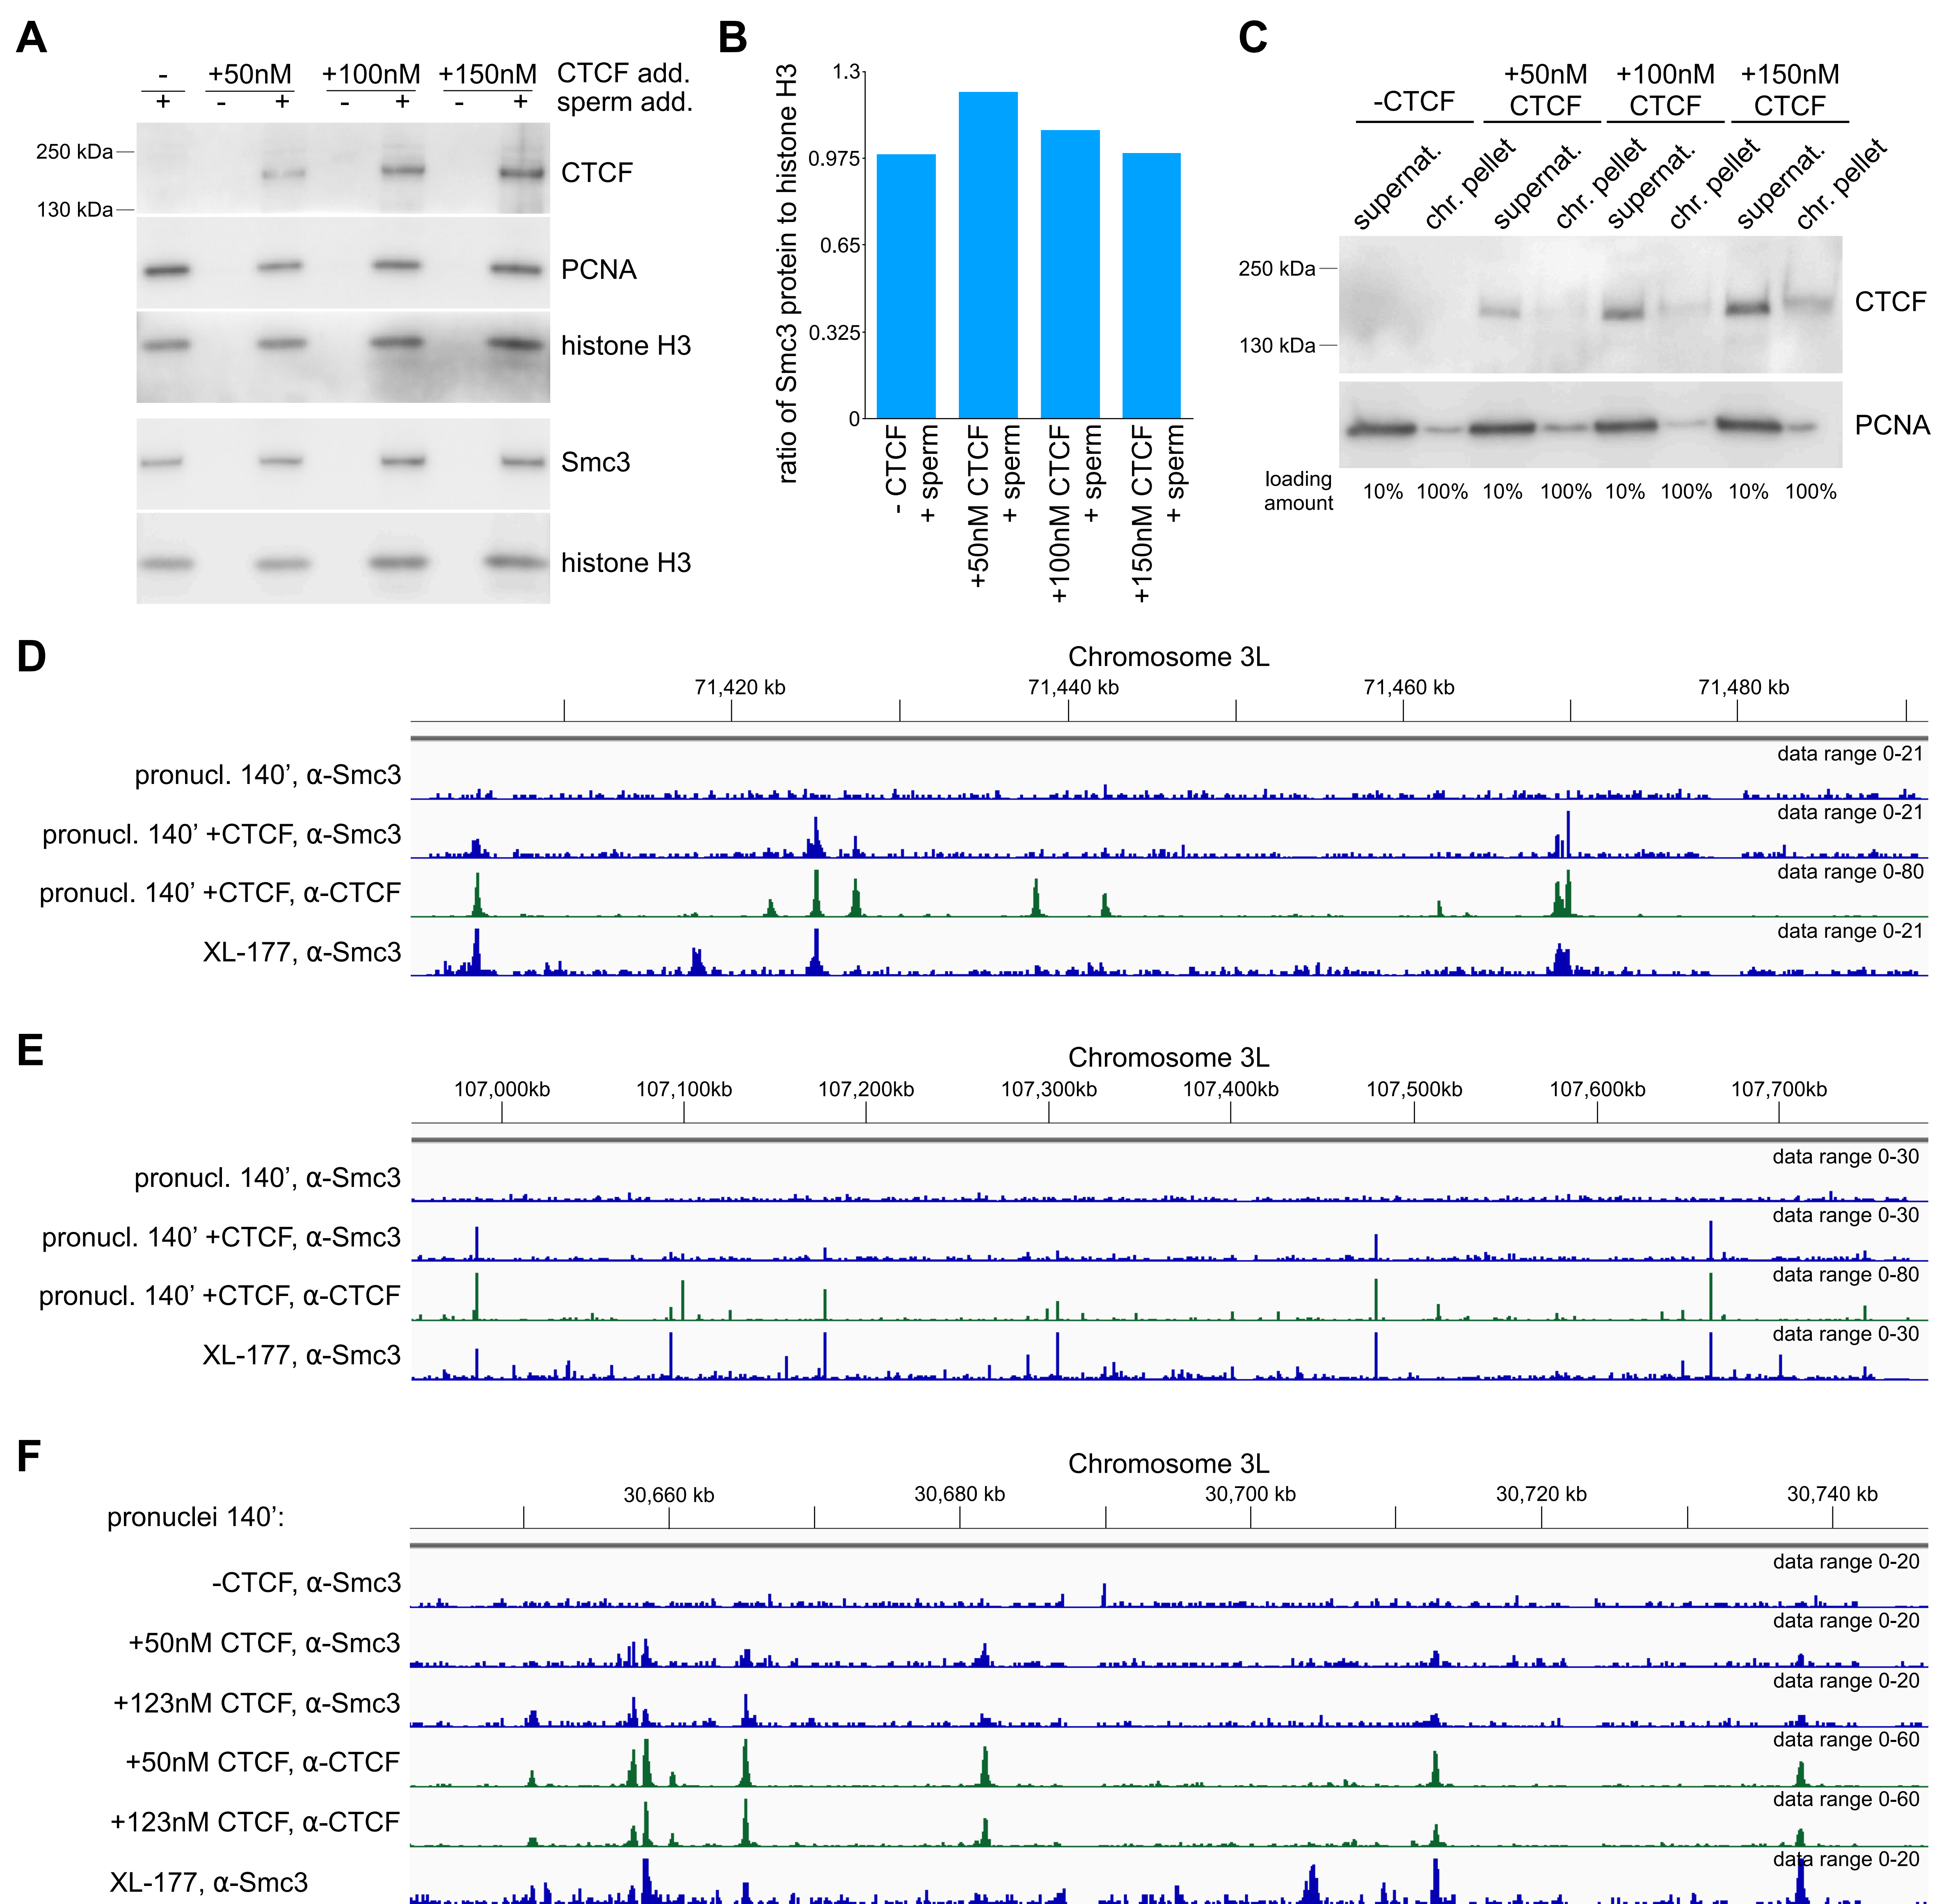 A
- +50nM +100nM +150nM CTCF add.
+ - + - + - + sperm add.
250 kDa
130 kDa
CTCF
PCNA
histone H3
Smc3
histone H3
B
ratio of Smc3 protein to histone H3
1.3
0.975
0.65
0.325
0
- CTCF
+ sperm
+50nM CTCF
+ sperm
+100nM CTCF
+ sperm
+150nM CTCF
+ sperm
C
-CTCF
+50nM
CTCF
+100nM
CTCF
+150nM
CTCF
supernat.
chr. pellet
supernat.
chr. pellet
supernat.
chr. pellet
supernat.
chr. pellet
250 kDa
130 kDa
CTCF
PCNA
loading
amount
10% 100% 10% 100% 10% 100% 10% 100%
D
Chromosome 3L
71,420 kb 71,440 kb 71,460 kb 71,480 kb
pronucl. 140’, α-Smc3
data range 0-21
pronucl. 140’ +CTCF, α-Smc3
data range 0-21
pronucl. 140’ +CTCF, α-CTCF
data range 0-80
XL-177, α-Smc3
data range 0-21
E
Chromosome 3L
107,000kb 107,100kb 107,200kb 107,300kb 107,400kb 107,500kb 107,600kb 107,700kb
pronucl. 140’, α-Smc3
data range 0-30
pronucl. 140’ +CTCF, α-Smc3
data range 0-30
pronucl. 140’ +CTCF, α-CTCF
data range 0-80
XL-177, α-Smc3
data range 0-30
F
Chromosome 3L
30,660 kb 30,680 kb 30,700 kb 30,720 kb 30,740 kb
pronuclei 140’:
-CTCF, α-Smc3
data range 0-20
+50nM CTCF, α-Smc3
data range 0-20
+123nM CTCF, α-Smc3
data range 0-20
+50nM CTCF, α-CTCF
data range 0-60
+123nM CTCF, α-CTCF
data range 0-60
XL-177, α-Smc3
data range 0-20